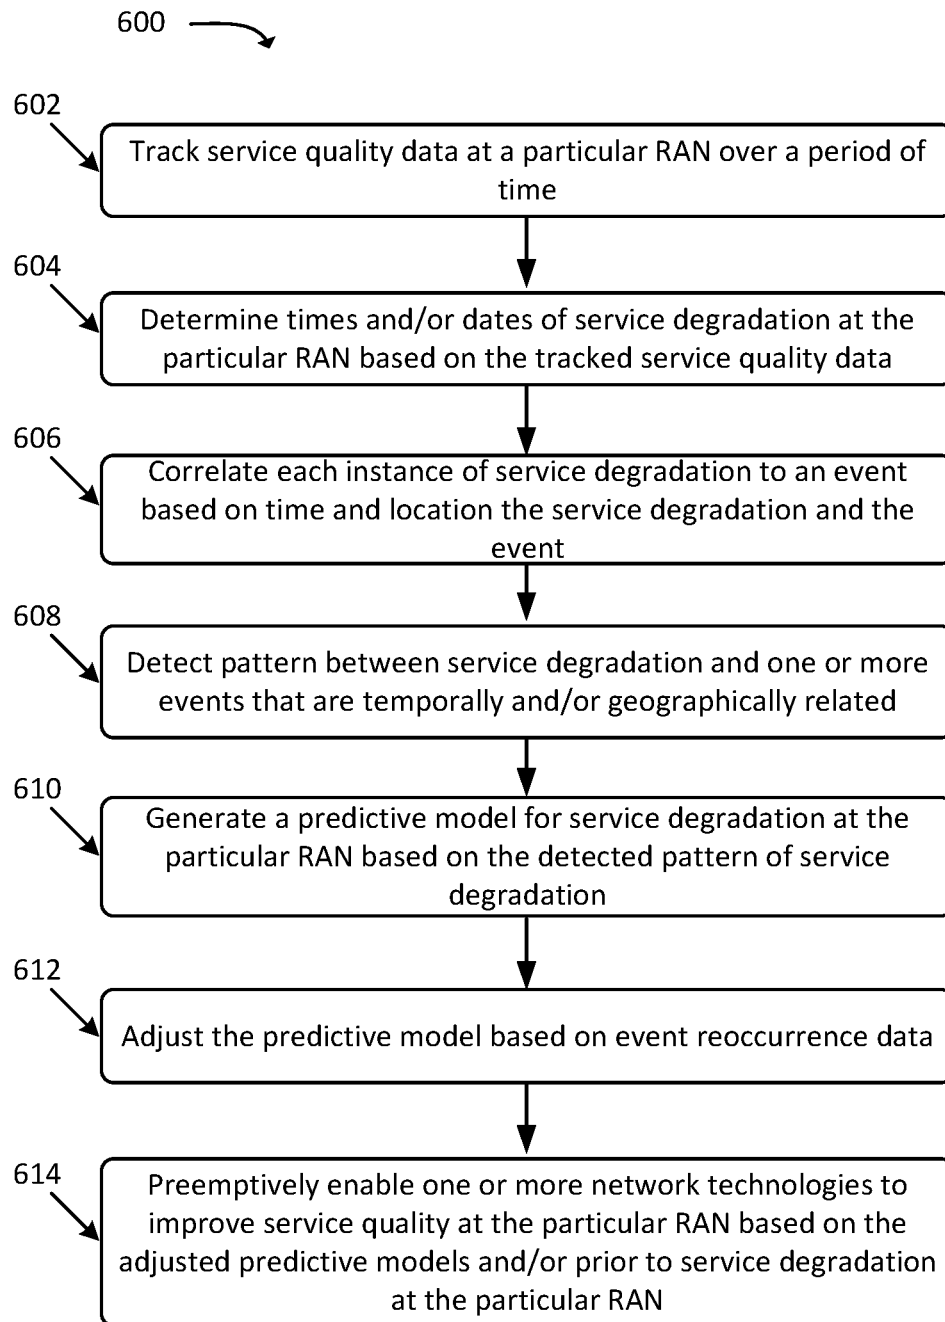 600
602
Track service quality data at a particular RAN over a period of
time
604
Determine times and/or dates of service degradation at the
particular RAN based on the tracked service quality data
606
Correlate each instance of service degradation to an event
based on time and location the service degradation and the
event
608
Detect pattern between service degradation and one or more
events that are temporally and/or geographically related
610
Generate a predictive model for service degradation at the
particular RAN based on the detected pattern of service
degradation
612
Adjust the predictive model based on event reoccurrence data
614
Preemptively enable one or more network technologies to
improve service quality at the particular RAN based on the
adjusted predictive models and/or prior to service degradation
at the particular RAN